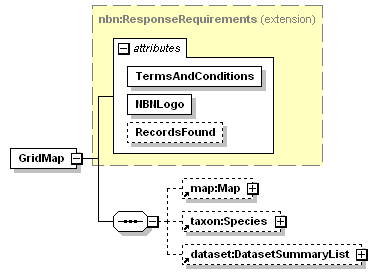 nbn:ResponseRequirements (extension)
attributes
TermsAndConditions
NBNLogo
RecordsFound
GridMap
map:Map
taxon:Species
dataset:DatasetSummaryList